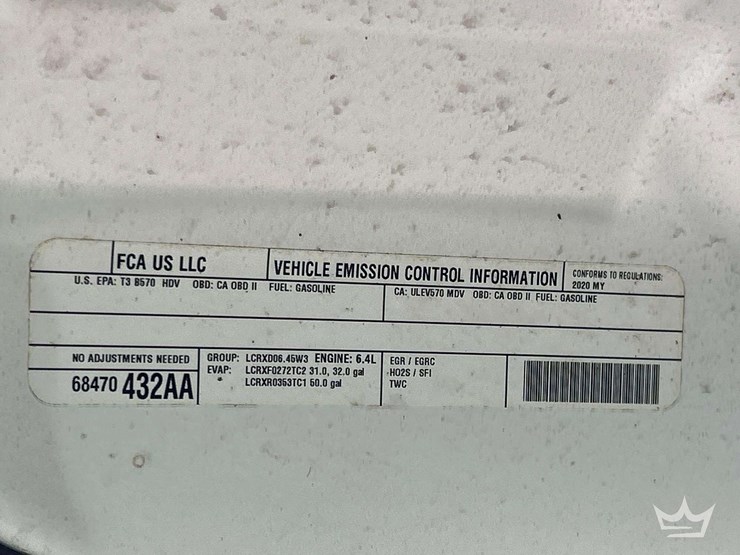 FCA US LLC
VEHICLE EMISSION CONTROL INFORMATION
CONFORMS TO REGULATIONS:
2020 MY
U.S. EPA: T3 B570 HDV OBD: CA OBD II FUEL: GASOLINE
CA: ULEV570 MDV OBD: CA OBD II FUEL: GASOLINE
NO ADJUSTMENTS NEEDED
68470 432AA
GROUP: LCRXD06.45W3 ENGINE: 6.4L
EVAP: LCRXF0272TC2 31.0, 32.0 gal
LCRXR0353TC1 50.0 gal
EGR / EGRC
HO2S / SFI
TWC